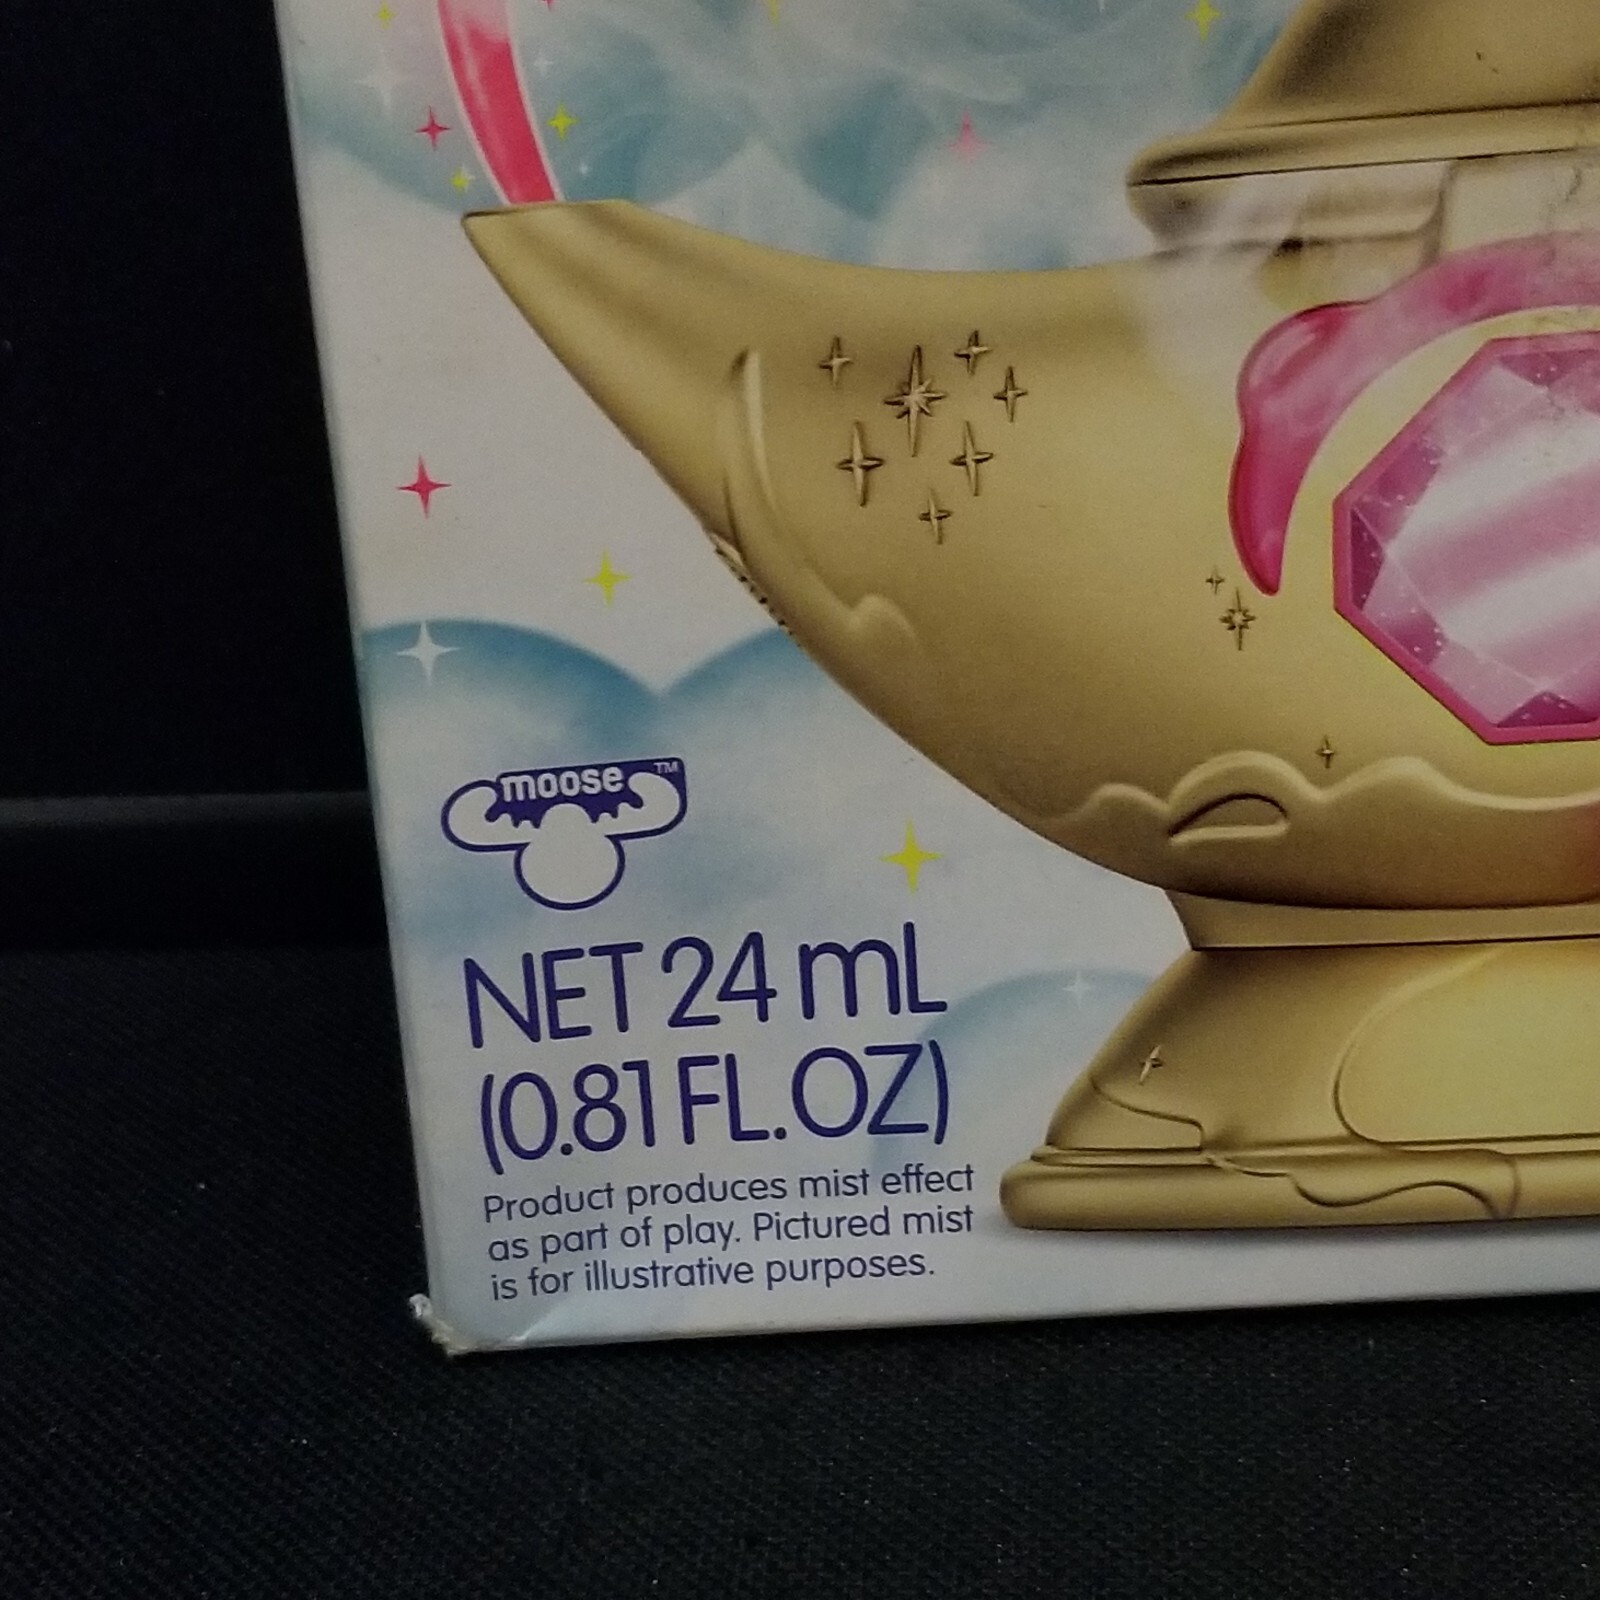 moose™
NET 24 mL
(0.81 FL.OZ)
Product produces mist effect
as part of play. Pictured mist
is for illustrative purposes.